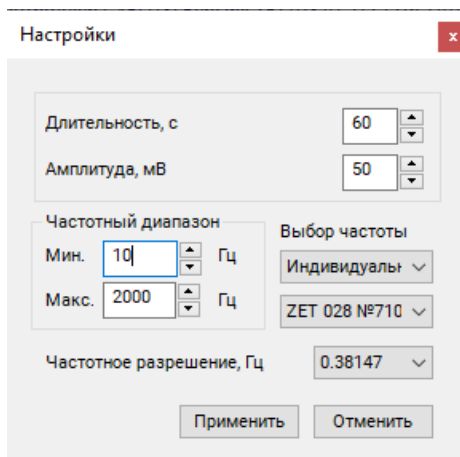 Настройки
x
Длительность, с 60
Амплитуда, мВ 50
Частотный диапазон
Мин. 10 Гц
Макс. 2000 Гц
Выбор частоты
Индивидуальн
ZET 028 №710
Частотное разрешение, Гц 0.38147
Применить Отменить